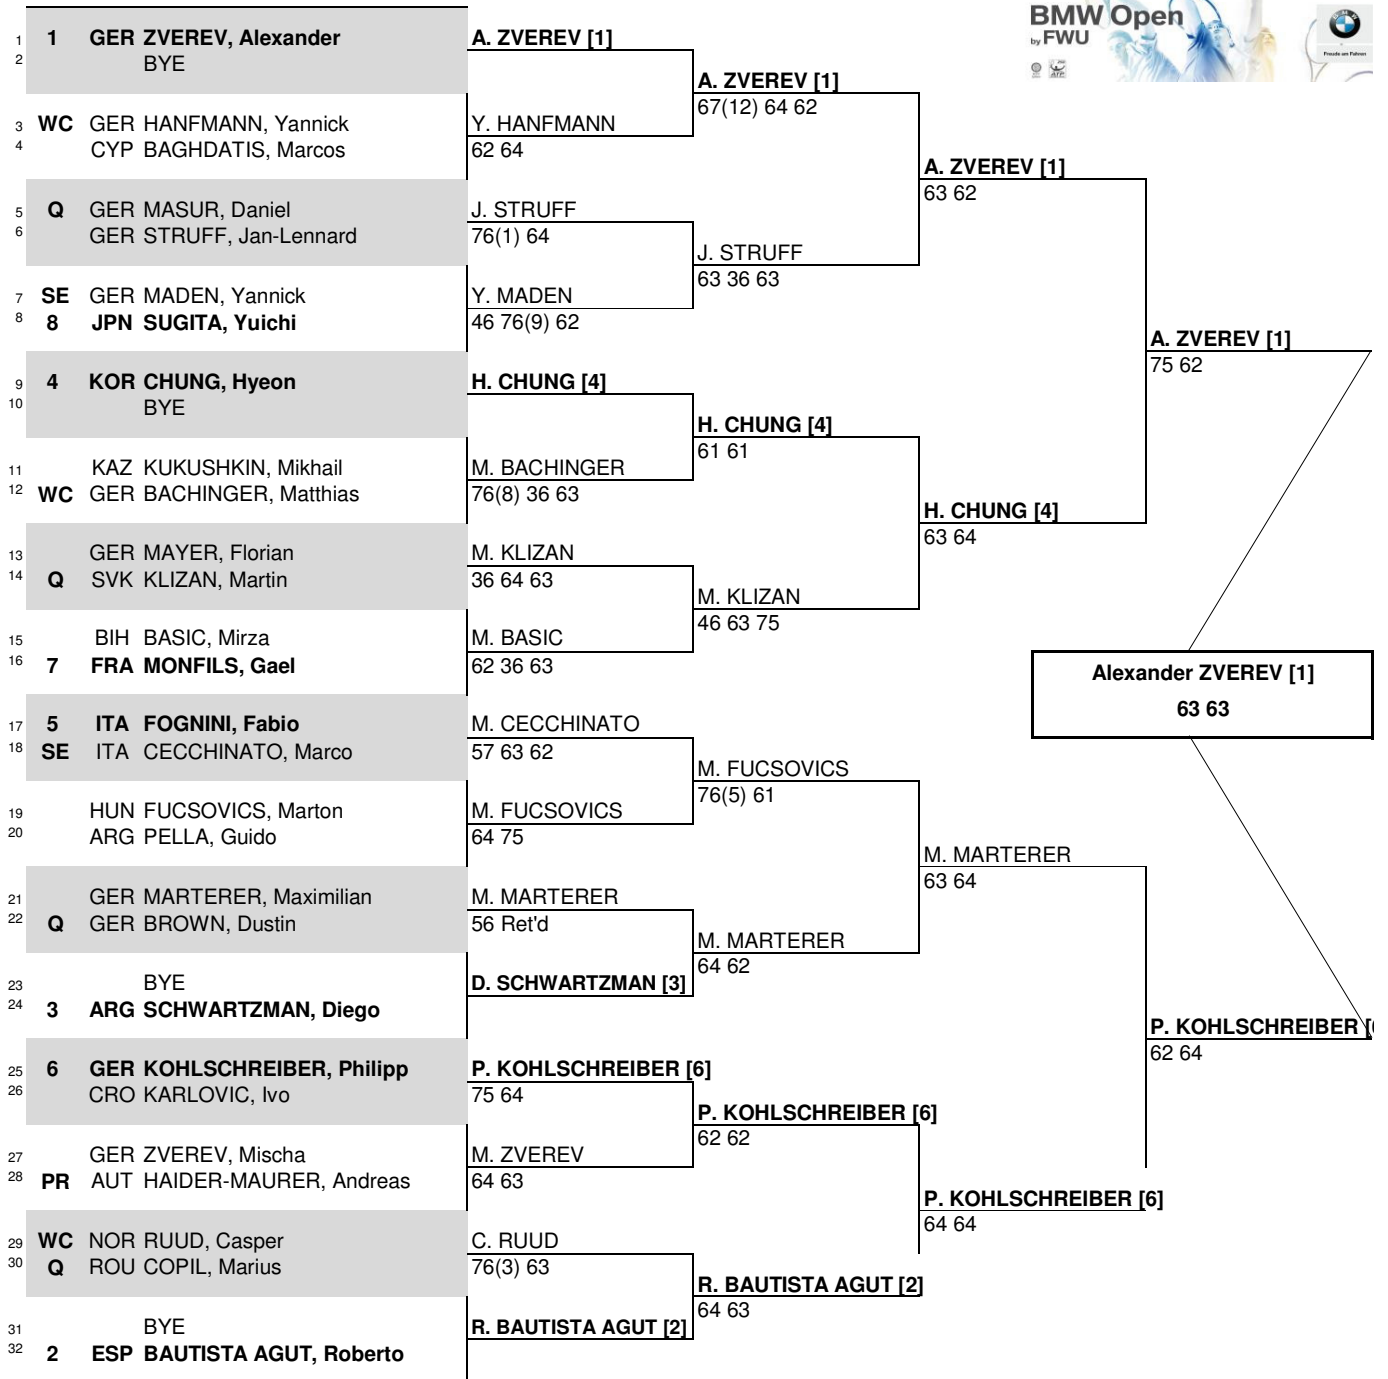 BMW Open
by FWU
Freude am Fahren
1 1 GER ZVEREV, Alexander
2 BYE
3 WC GER HANFMANN, Yannick
4 CYP BAGHDATIS, Marcos
5 Q GER MASUR, Daniel
6 GER STRUFF, Jan-Lennard
7 SE GER MADEN, Yannick
8 8 JPN SUGITA, Yuichi
9 4 KOR CHUNG, Hyeon
10 BYE
11 KAZ KUKUSHKIN, Mikhail
12 WC GER BACHINGER, Matthias
13 GER MAYER, Florian
14 Q SVK KLIZAN, Martin
15 BIH BASIC, Mirza
16 7 FRA MONFILS, Gael
17 5 ITA FOGNINI, Fabio
18 SE ITA CECCHINATO, Marco
19 HUN FUCSOVICS, Marton
20 ARG PELLA, Guido
21 GER MARTERER, Maximilian
22 Q GER BROWN, Dustin
23 BYE
24 3 ARG SCHWARTZMAN, Diego
25 6 GER KOHLSCHREIBER, Philipp
26 CRO KARLOVIC, Ivo
27 GER ZVEREV, Mischa
28 PR AUT HAIDER-MAURER, Andreas
29 WC NOR RUUD, Casper
30 Q ROU COPIL, Marius
31 BYE
32 2 ESP BAUTISTA AGUT, Roberto
A. ZVEREV [1]
Y. HANFMANN
62 64
J. STRUFF
76(1) 64
Y. MADEN
46 76(9) 62
H. CHUNG [4]
M. BACHINGER
76(8) 36 63
M. KLIZAN
36 64 63
M. BASIC
62 36 63
M. CECCHINATO
57 63 62
M. FUCSOVICS
64 75
M. MARTERER
56 Ret'd
D. SCHWARTZMAN [3]
P. KOHLSCHREIBER [6]
75 64
M. ZVEREV
64 63
C. RUUD
76(3) 63
R. BAUTISTA AGUT [2]
A. ZVEREV [1]
67(12) 64 62
J. STRUFF
63 36 63
H. CHUNG [4]
61 61
M. KLIZAN
46 63 75
M. FUCSOVICS
76(5) 61
M. MARTERER
64 62
P. KOHLSCHREIBER [6]
62 62
R. BAUTISTA AGUT [2]
64 63
A. ZVEREV [1]
63 62
H. CHUNG [4]
63 64
M. MARTERER
63 64
P. KOHLSCHREIBER [6]
64 64
A. ZVEREV [1]
75 62
P. KOHLSCHREIBER [6
62 64
Alexander ZVEREV [1]
63 63